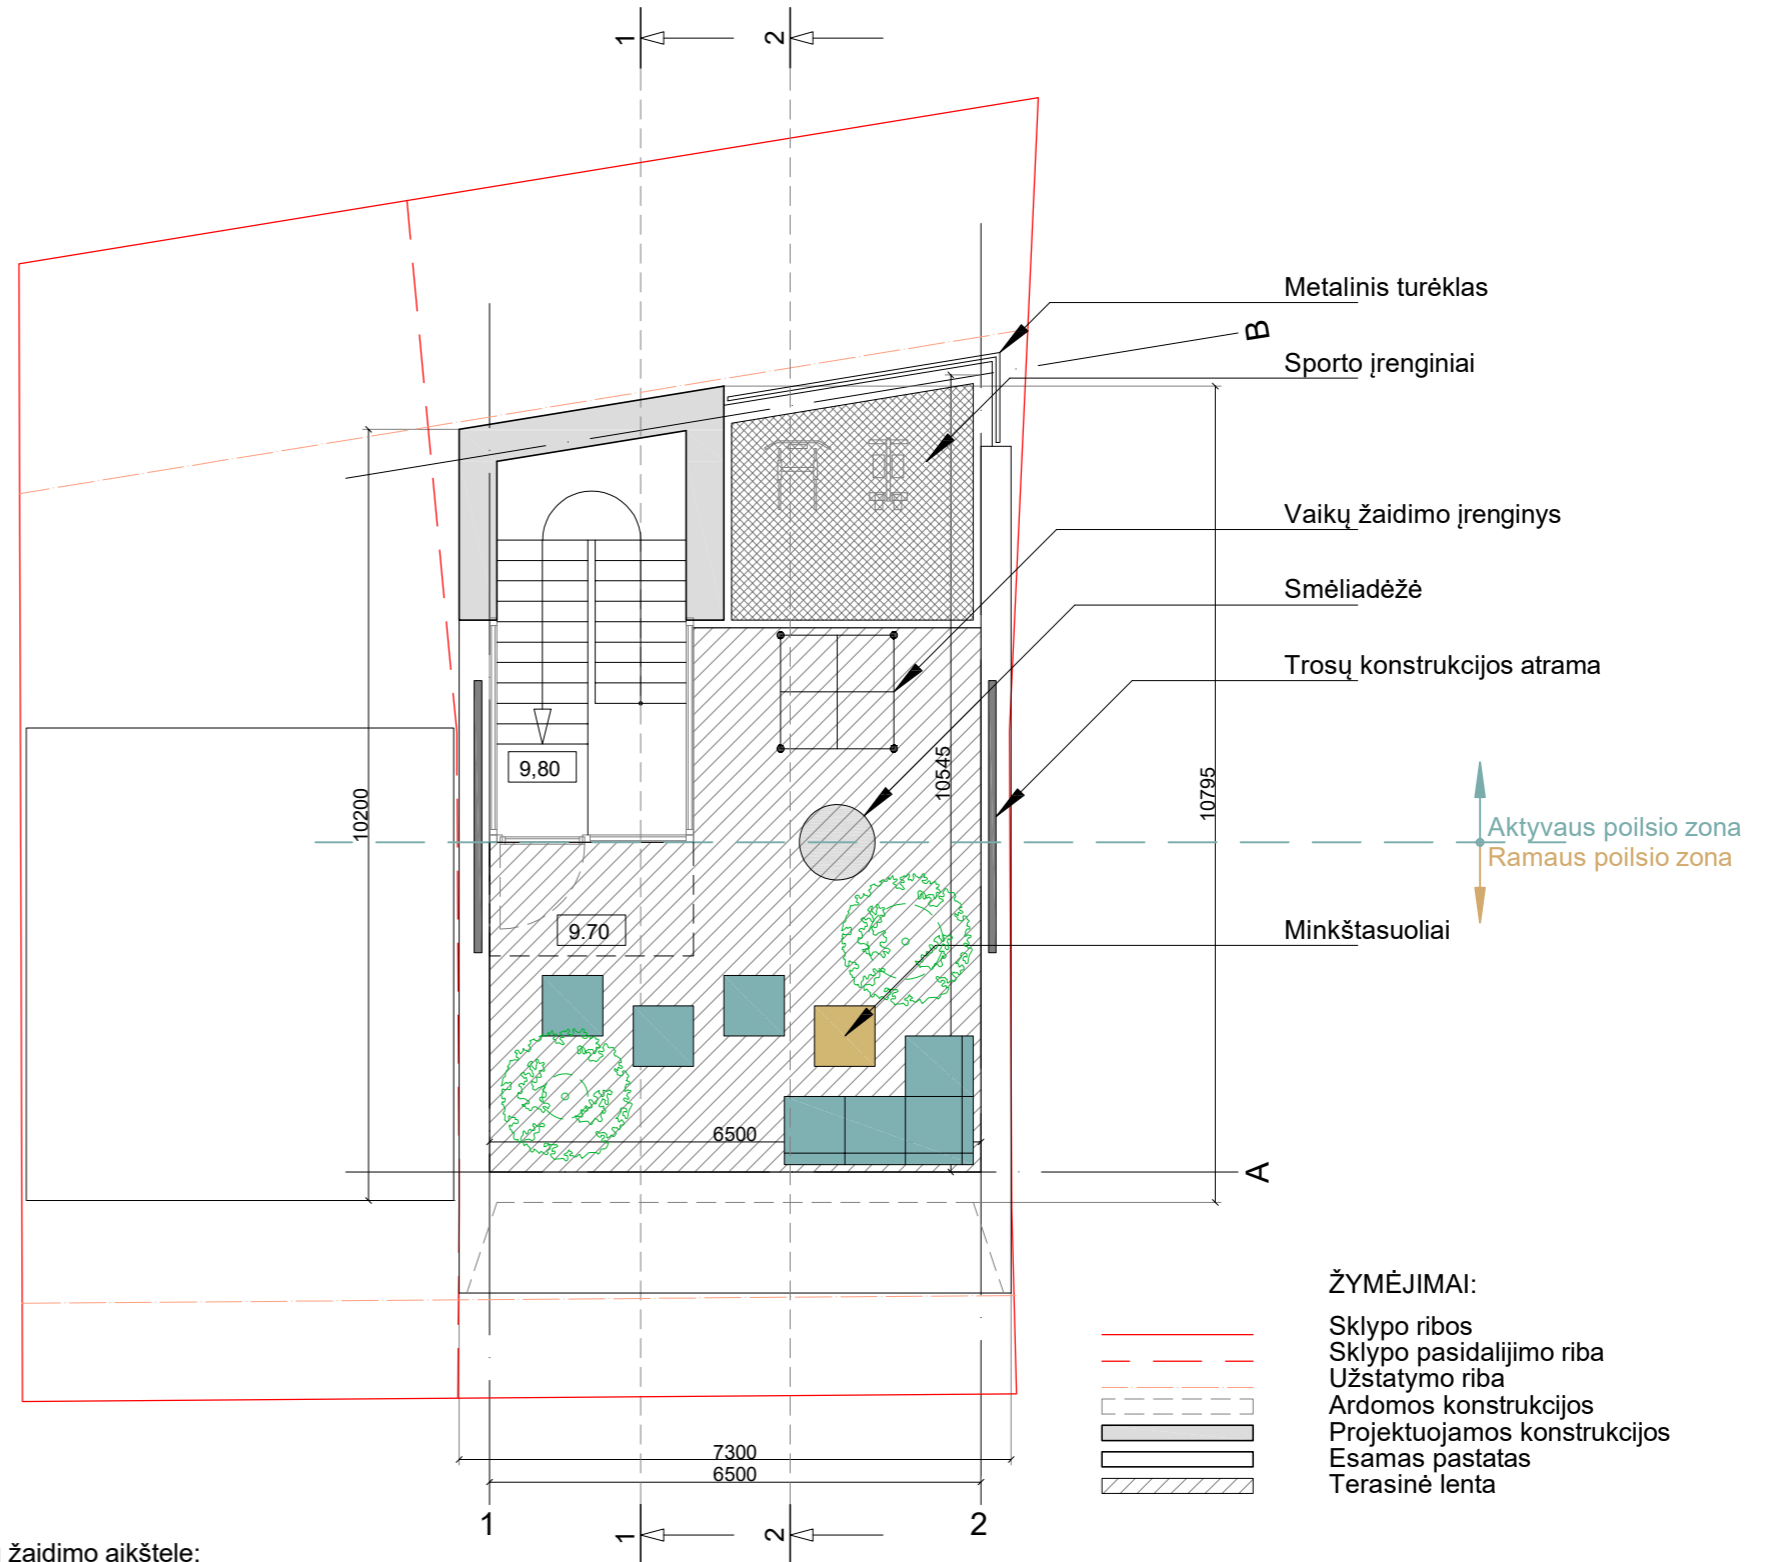 1
2
Metalinis turėklas
B
Sporto įrenginiai
Vaikų žaidimo įrenginys
Smėliadėžė
Trosų konstrukcijos atrama
9,80
10200
10545
10795
Aktyvaus poilsio zona
Ramaus poilsio zona
9.70
Minkštasuoliai
6500
A
ŽYMĖJIMAI:
Sklypo ribos
Sklypo pasidalijimo riba
Užstatymo riba
Ardomos konstrukcijos
Projektuojamos konstrukcijos
Esamas pastatas
Terasinė lenta
7300
6500
1
1
2
2
žaidimo aikštele: